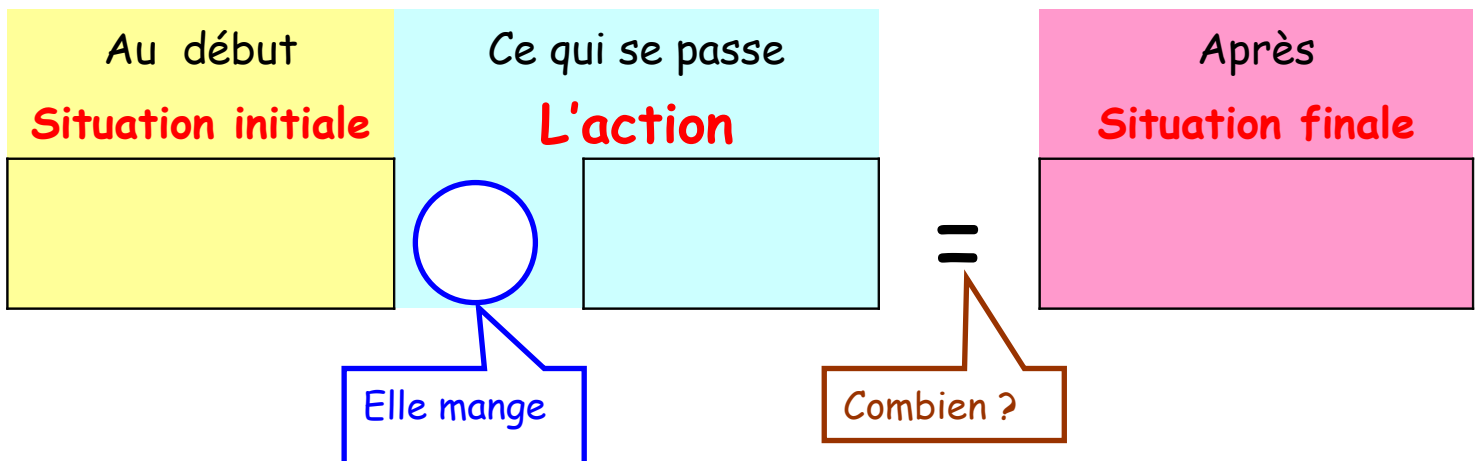 Au début
Situation initiale
Ce qui se passe
L'action
=
Après
Situation finale
Elle mange
Combien ?